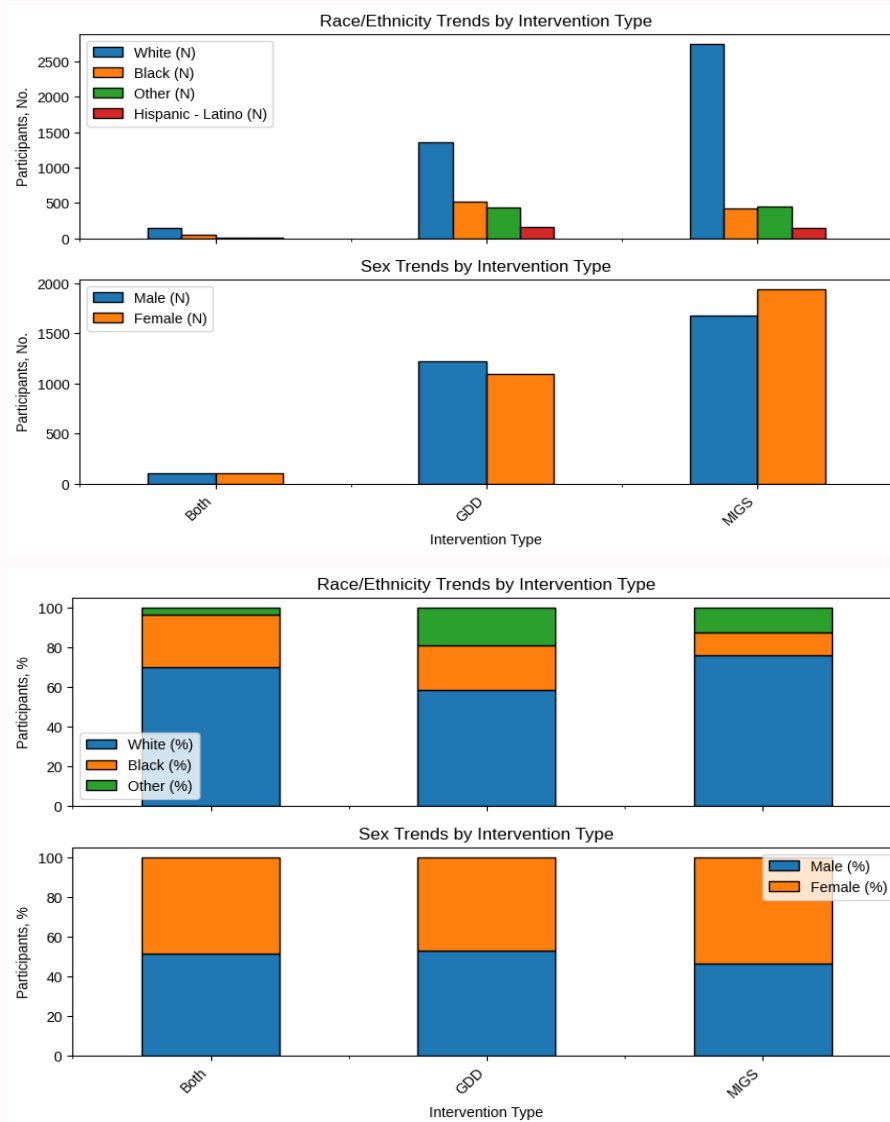 Race/Ethnicity Trends by Intervention Type
Participants, No.
2500
2000
1500
1000
500
0
White (N)
Black (N)
Other (N)
Hispanic - Latino (N)
Sex Trends by Intervention Type
Participants, No.
2000
1500
1000
500
0
Male (N)
Female (N)
Both
GDD
MIGS
Intervention Type
Race/Ethnicity Trends by Intervention Type
Participants, %
100
80
60
40
20
0
White (%)
Black (%)
Other (%)
Sex Trends by Intervention Type
Participants, %
100
80
60
40
20
0
Male (%)
Female (%)
Both
GDD
MIGS
Intervention Type